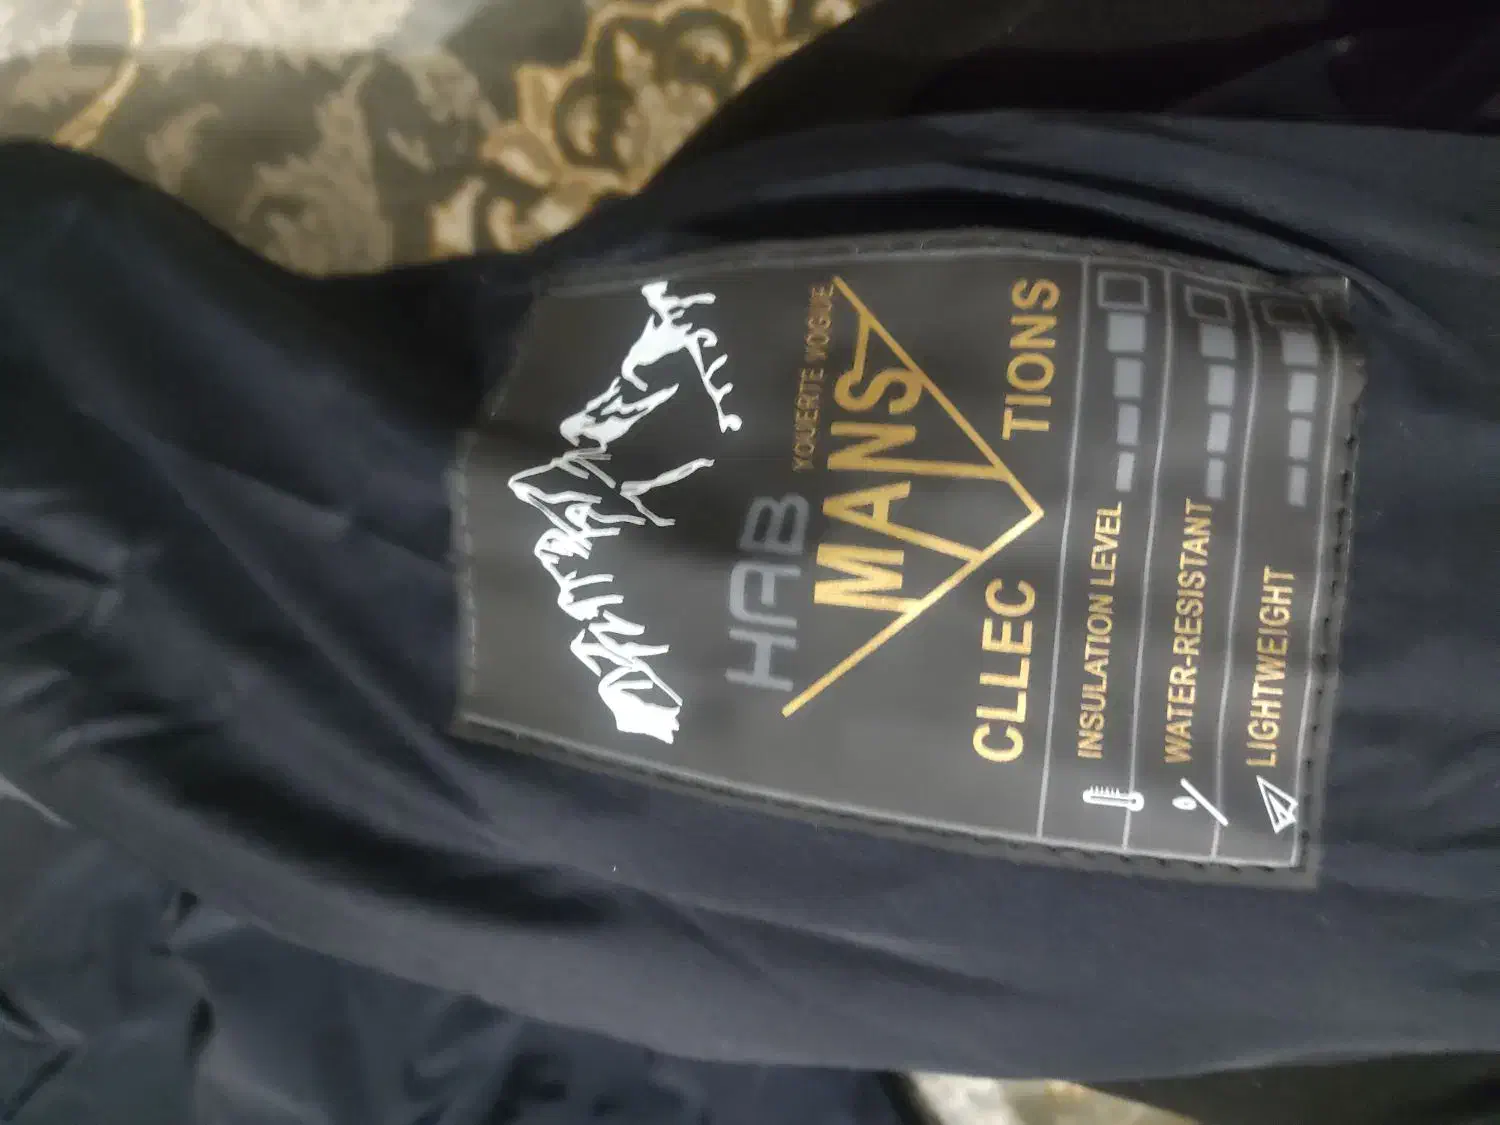 HAB
YOUERTE VOGUE
MANS
CLLEC TIONS
INSULATION LEVEL
WATER-RESISTANT
LIGHTWEIGHT